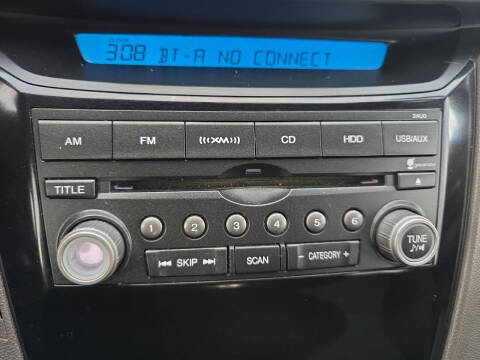 CLOCK
308 BT-A NO CONNECT
AM FM (((XM))) CD HDD USB/AUX
TITLE
1 2 3 4 5 6
SKIP SCAN - CATEGORY +
TUNE